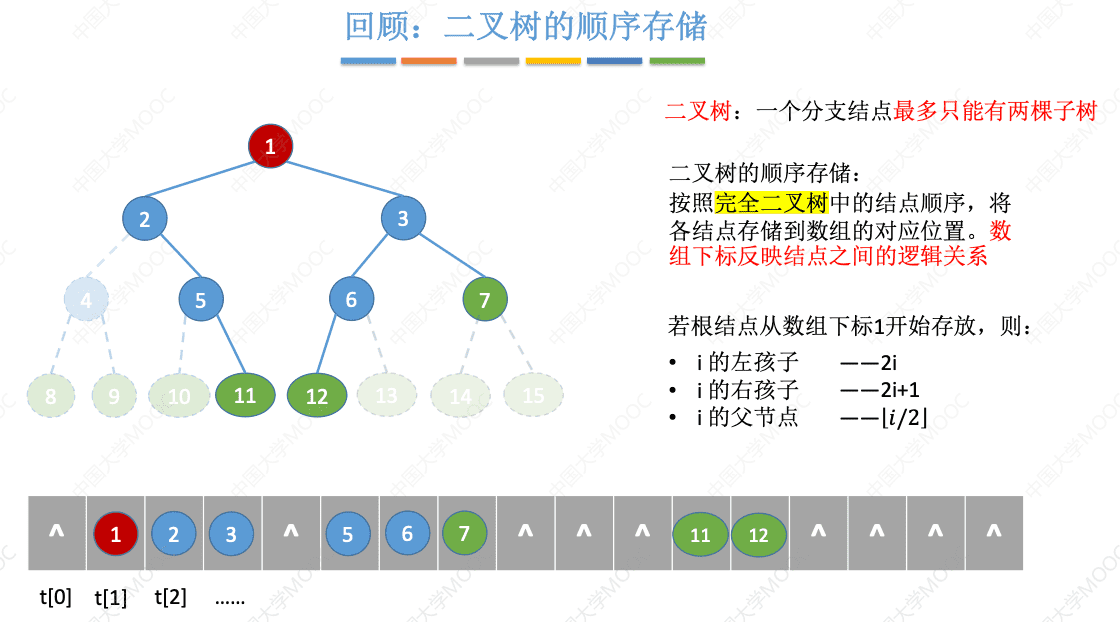 回顾：二叉树的顺序存储
二叉树：一个分支结点最多只能有两棵子树
二叉树的顺序存储：
按照完全二叉树中的结点顺序，将
各结点存储到数组的对应位置。数
组下标反映结点之间的逻辑关系
若根结点从数组下标1开始存放，则：
• i 的左孩子 ——2i
• i 的右孩子 ——2i+1
• i 的父节点 ——⌊i/2⌋
1
2 3
4 5 6 7
8 9 10 11 12 13 14 15
^ 1 2 3 ^ 5 6 7 ^ ^ ^ 11 12 ^ ^ ^ ^
t[0] t[1] t[2] ......
中国大学MOOC